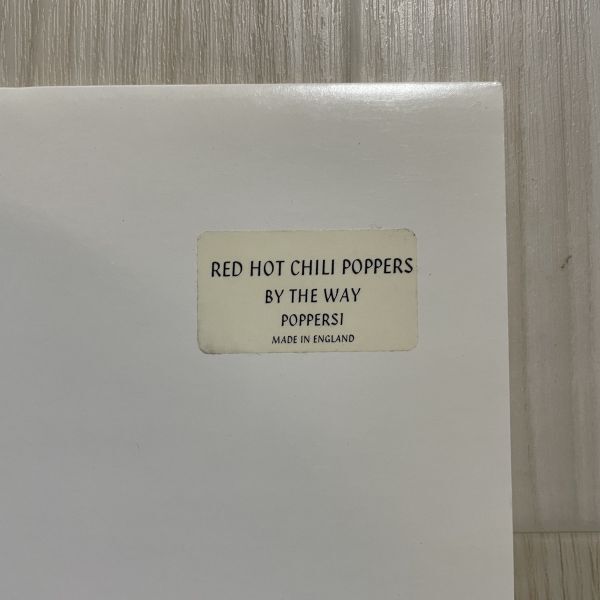 RED HOT CHILI POPPERS
BY THE WAY
POPPERS1
MADE IN ENGLAND